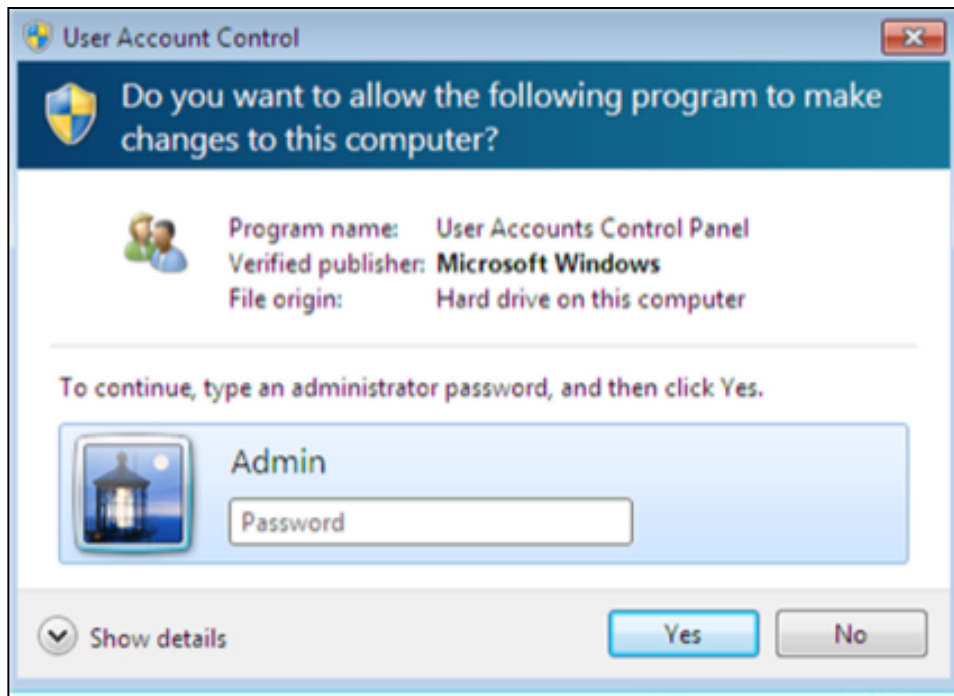 User Account Control
Do you want to allow the following program to make
changes to this computer?
Program name: User Accounts Control Panel
Verified publisher: Microsoft Windows
File origin: Hard drive on this computer
To continue, type an administrator password, and then click Yes.
Admin
Password
Show details Yes No